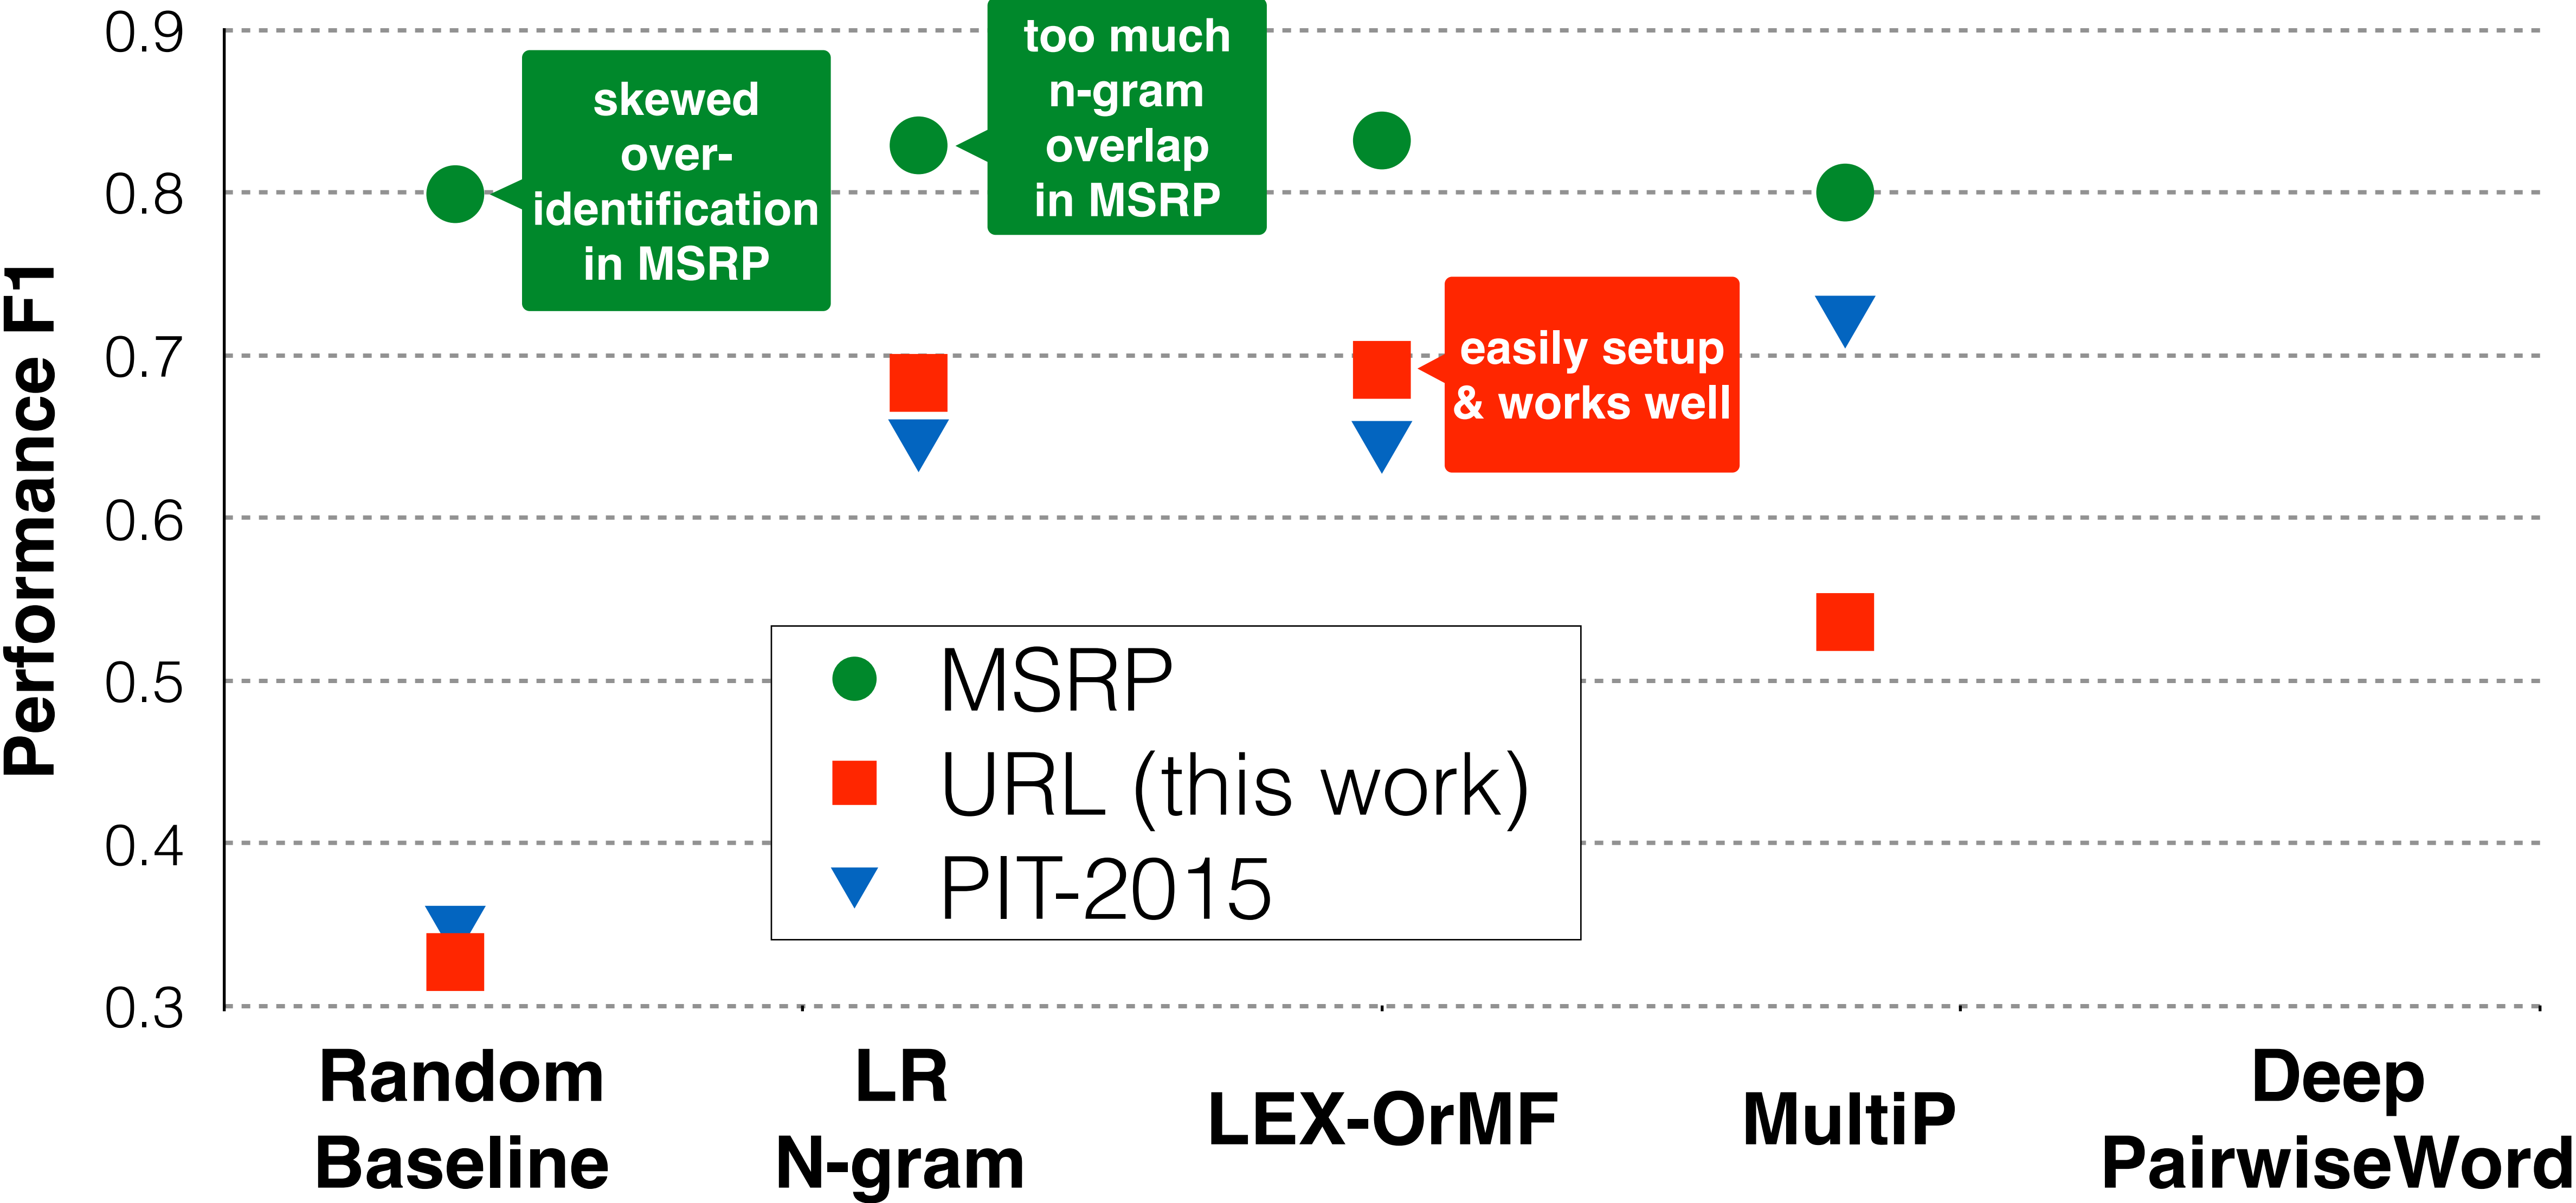 Performance F1
0.9
0.8
0.7
0.6
0.5
0.4
0.3
skewed
over-
identification
in MSRP
too much
n-gram
overlap
in MSRP
easily setup
& works well
MSRP
URL (this work)
PIT-2015
Random
Baseline
LR
N-gram
LEX-OrMF
MultiP
Deep
PairwiseWord